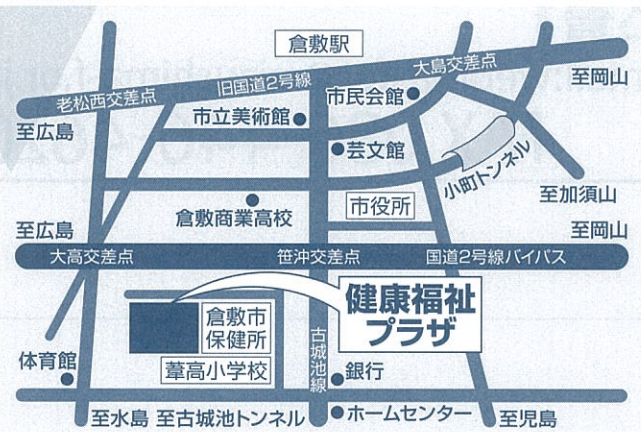 倉敷駅
大島交差点
至岡山
旧国道2号線
老松西交差点
市民会館
市立美術館
至広島
芸文館
小町トンネル
至加須山
市役所
倉敷商業高校
至広島
至岡山
大高交差点
笹沖交差点
国道2号線バイパス
健康福祉
プラザ
倉敷市
保健所
古城池線
体育館
葦高小学校
銀行
至水島
至古城池トンネル
ホームセンター
至児島